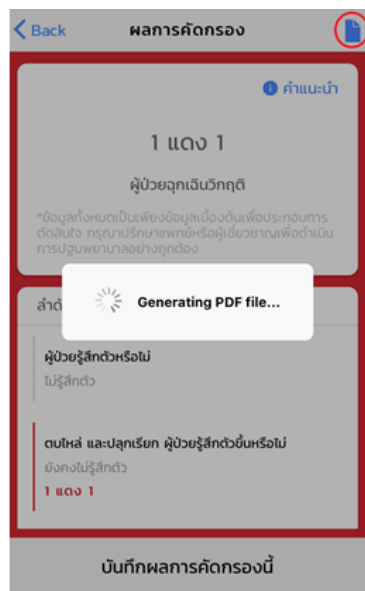 Back
ผลการคัดกรอง
คำแนะนำ
1 แดง 1
ผู้ป่วยฉุกเฉินวิกฤติ
*ข้อมูลทั้งหมดเป็นเพียงข้อมูลเบื้องต้นเพื่อประกอบการ
ตัดสินใจ กรุณาปรึกษาแพทย์หรือผู้เชี่ยวชาญเพื่อดำเนิน
การปฐมพยาบาลอย่างถูกต้อง
Generating PDF file...
ผู้ป่วยรู้สึกตัวหรือไม่
ไม่รู้สึกตัว
ตบไหล่ และปลุกเรียก ผู้ป่วยรู้สึกตัวขึ้นหรือไม่
ยังคงไม่รู้สึกตัว
1 แดง 1
บันทึกผลการคัดกรองนี้